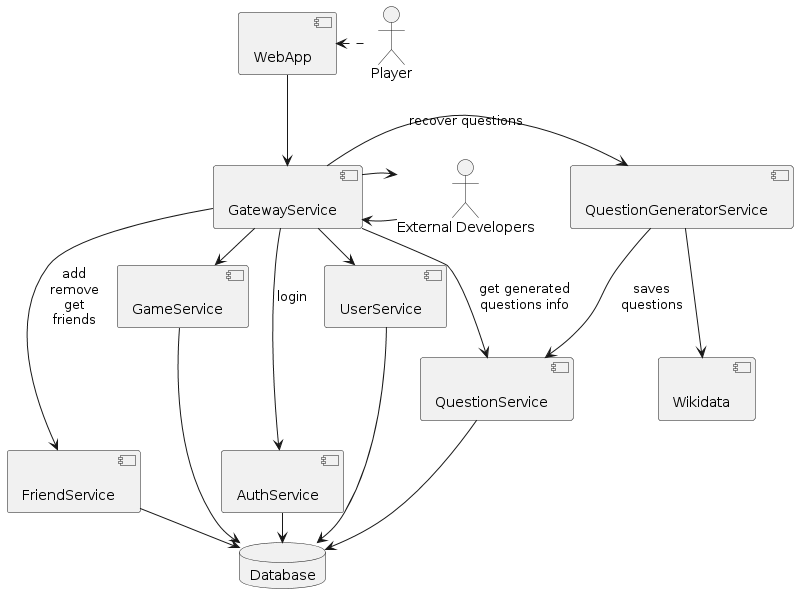 WebApp
Player
recover questions
GatewayService
External Developers
QuestionGeneratorService
add
remove
get
friends
GameService
login
UserService
get generated
questions info
saves
questions
QuestionService
Wikidata
FriendService
AuthService
Database